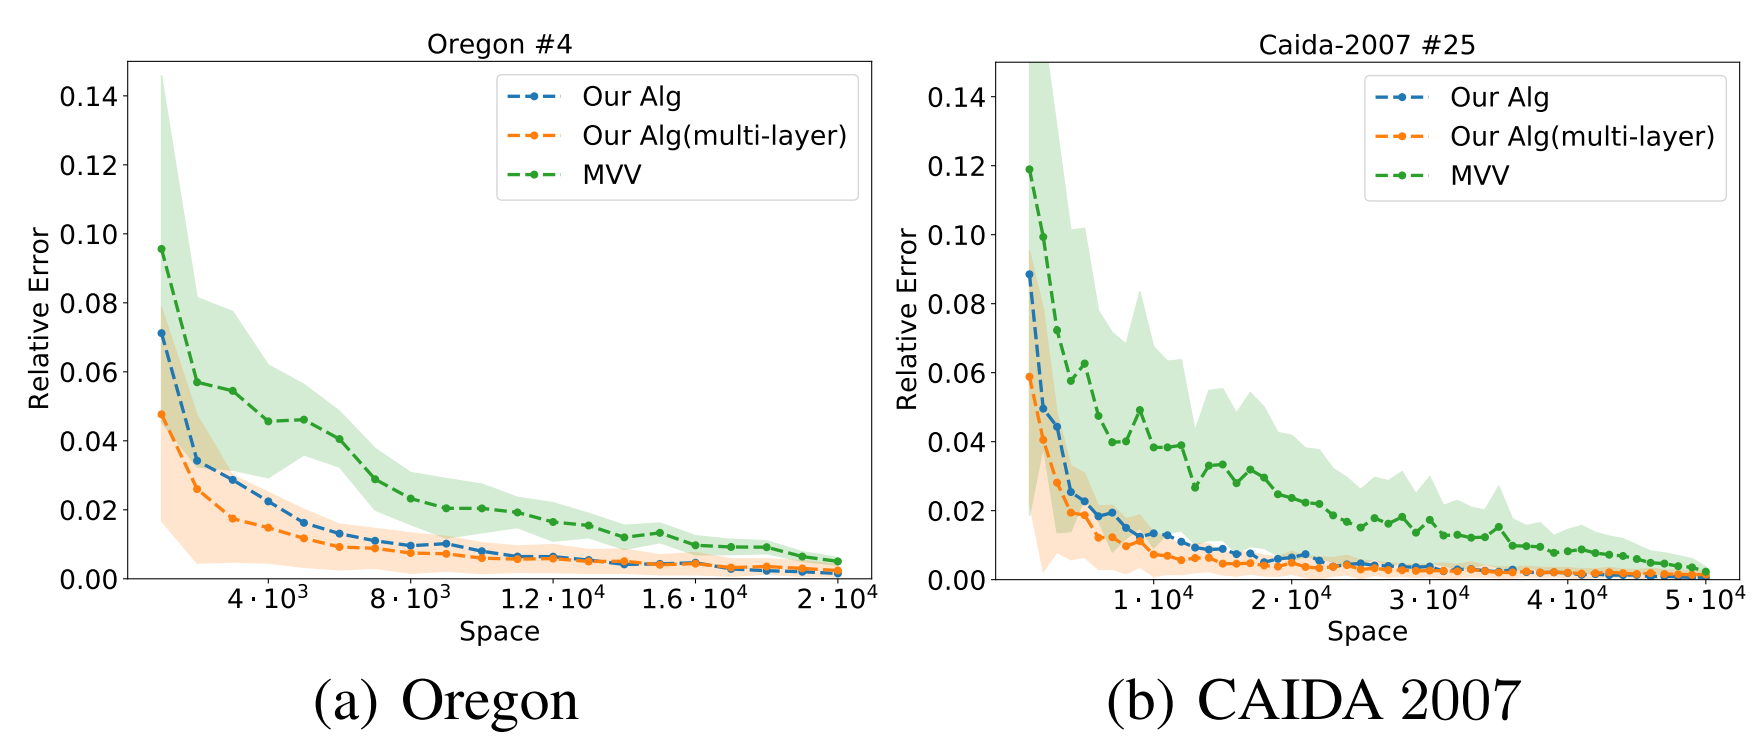 Oregon #4
0.14
0.12
0.10
0.08
0.06
0.04
0.02
0.00
Relative Error
Our Alg
Our Alg(multi-layer)
MVV
4·10³ 8·10³ 1.2·10⁴ 1.6·10⁴ 2·10⁴
Space
(a) Oregon
Caida-2007 #25
0.14
0.12
0.10
0.08
0.06
0.04
0.02
0.00
Relative Error
Our Alg
Our Alg(multi-layer)
MVV
1·10⁴ 2·10⁴ 3·10⁴ 4·10⁴ 5·10⁴
Space
(b) CAIDA 2007